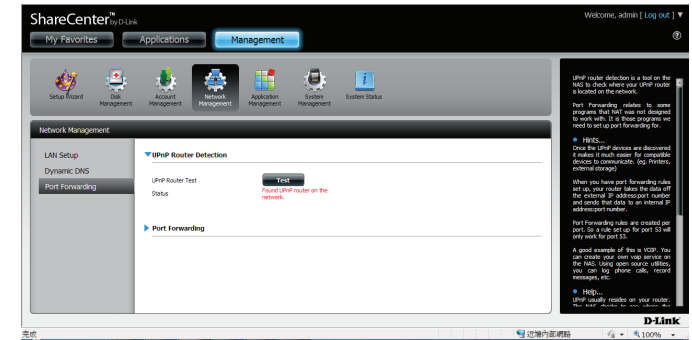 ShareCenter™by D-Link
Welcome, admin [ Log out ] ▼
My Favorites
Applications
Management
Setup Wizard
Disk Management
Account Management
Network Management
Application Management
System Management
System Status
Network Management
LAN Setup
Dynamic DNS
Port Forwarding
UPnP Router Detection
UPnP Router Test
Test
Status
Found UPnP router on the
network.
Port Forwarding
UPnP router detection is a tool on the
NAS to check where your UPnP router
is located on the network.
Port Forwarding relates to some
programs that NAT was not designed
to work with. It is those programs we
need to set up port forwarding for.
Hints...
Once the UPnP devices are discovered
it makes it much easer for compatible
devices to communicate. (eg. Printers,
external storage)
When you have port forwarding rules
set up, your router takes the data off
the external IP address:port number
and sends that data to an internal IP
address:port number.
Port Forwarding rules are created per
port. So a rule set up for port 53 will
only work for port 53.
A good example of this is VOIP. You
can create your own voip service on
the NAS. Using open source utilities,
you can log phone calls, record
messages, etc.
Help...
UPnP usually resides on your router.
The NAS checks to see where the
D-Link
完成
近端內部網路
100%